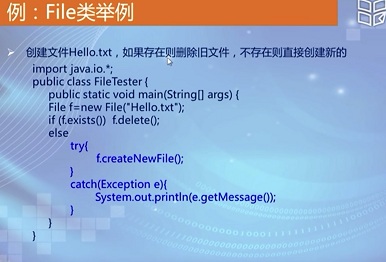 例：File类举例
创建文件Hello.txt，如果存在则删除旧文件，不存在则直接创建新的
import java.io.*;
public class FileTester {
public static void main(String[] args) {
File f=new File("Hello.txt");
if (f.exists()) f.delete();
else
try{
f.createNewFile();
}
catch(Exception e){
System.out.println(e.getMessage());
}
}
}